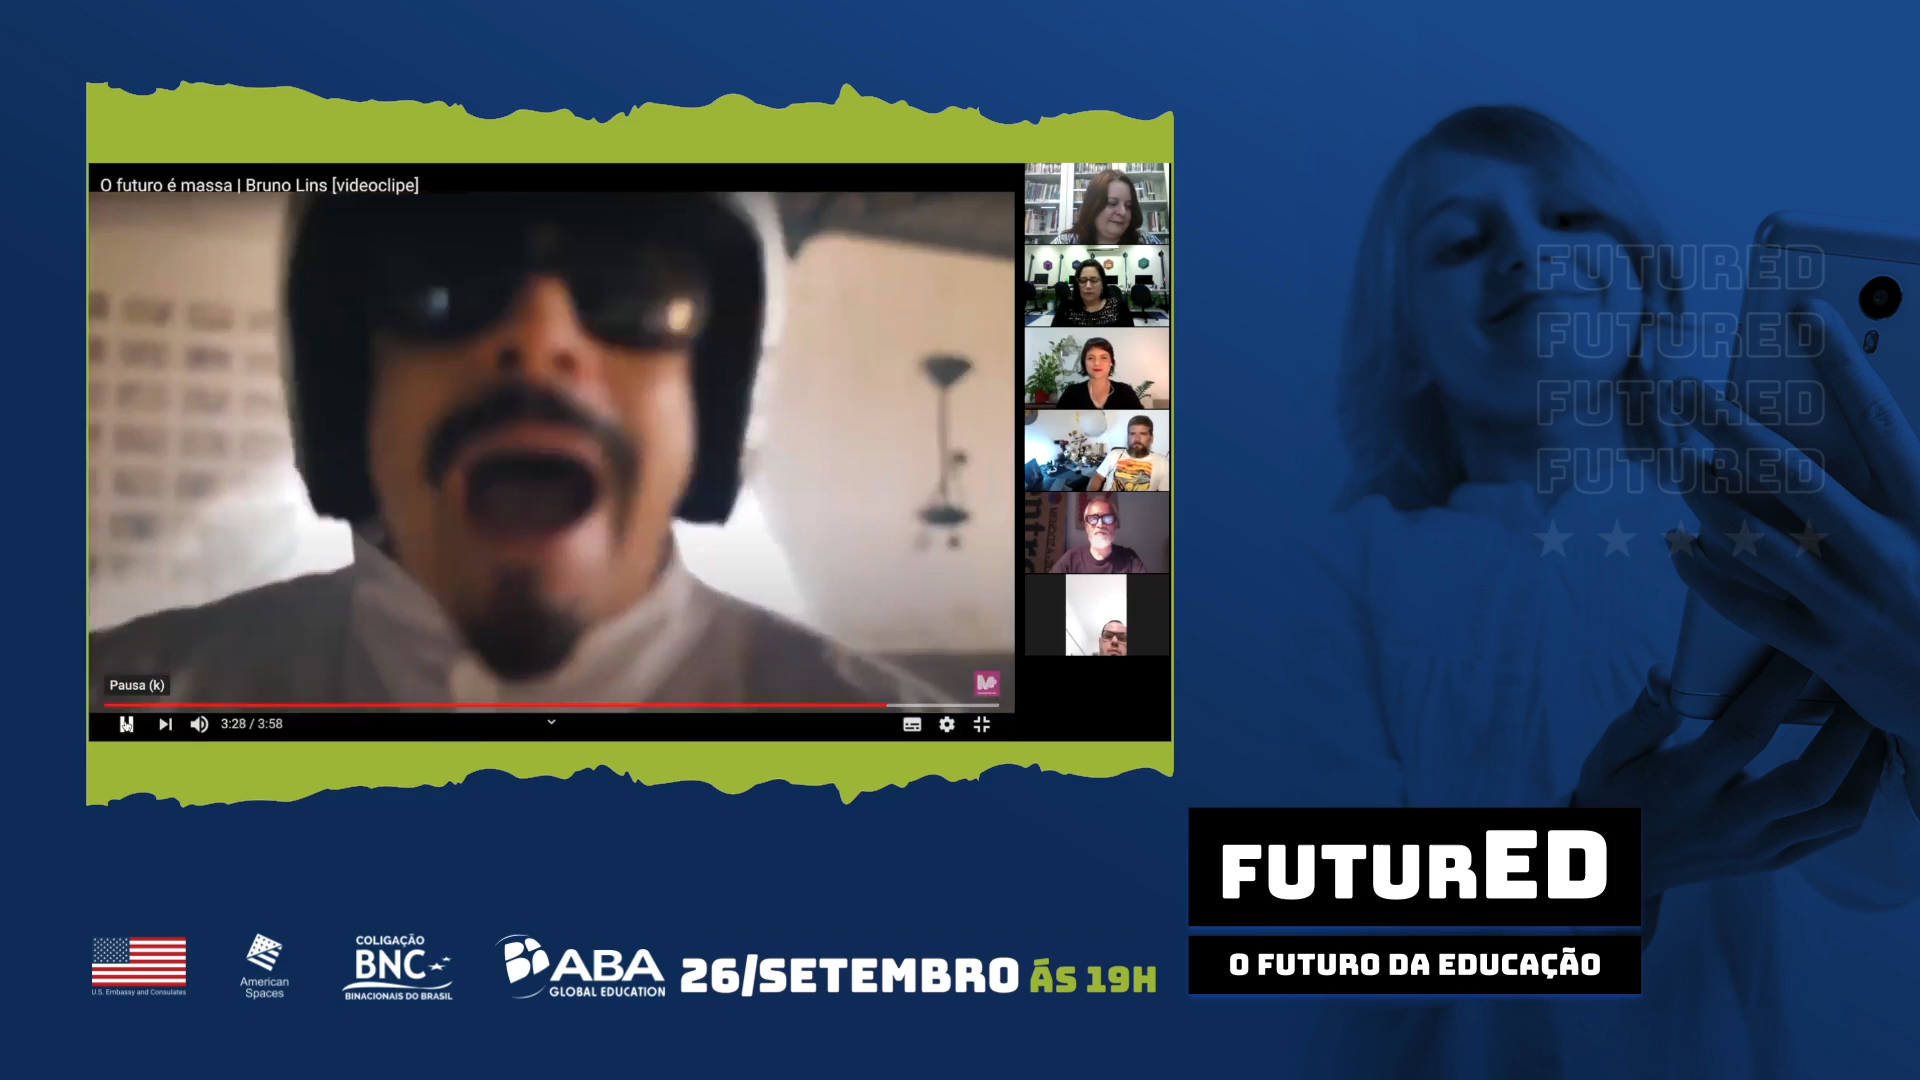 O futuro é massa | Bruno Lins [videoclipe]
Pausa (k)
3:28 / 3:58
FUTURED
FUTURED
FUTURED
FUTURED
FUTURED
O FUTURO DA EDUCAÇÃO
U.S. Embassy and Consulates
American
Spaces
COLIGAÇÃO
BNC
BINACIONAIS DO BRASIL
ABA
GLOBAL EDUCATION
26/SETEMBRO ÁS 19H